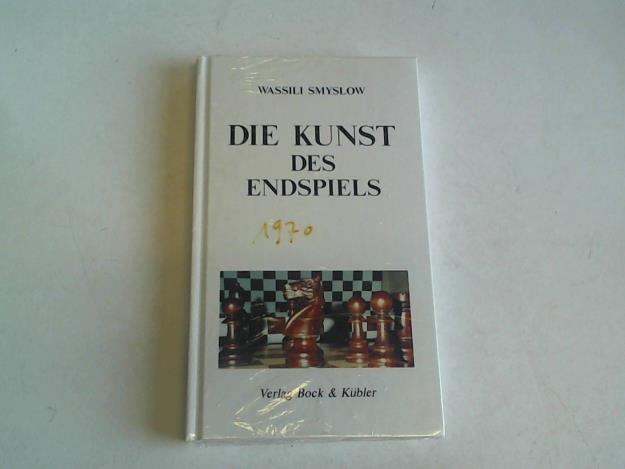 WASSILI SMYSLOW
DIE KUNST
DES
ENDSPIELS
1970
Verlag Bock & Kübler